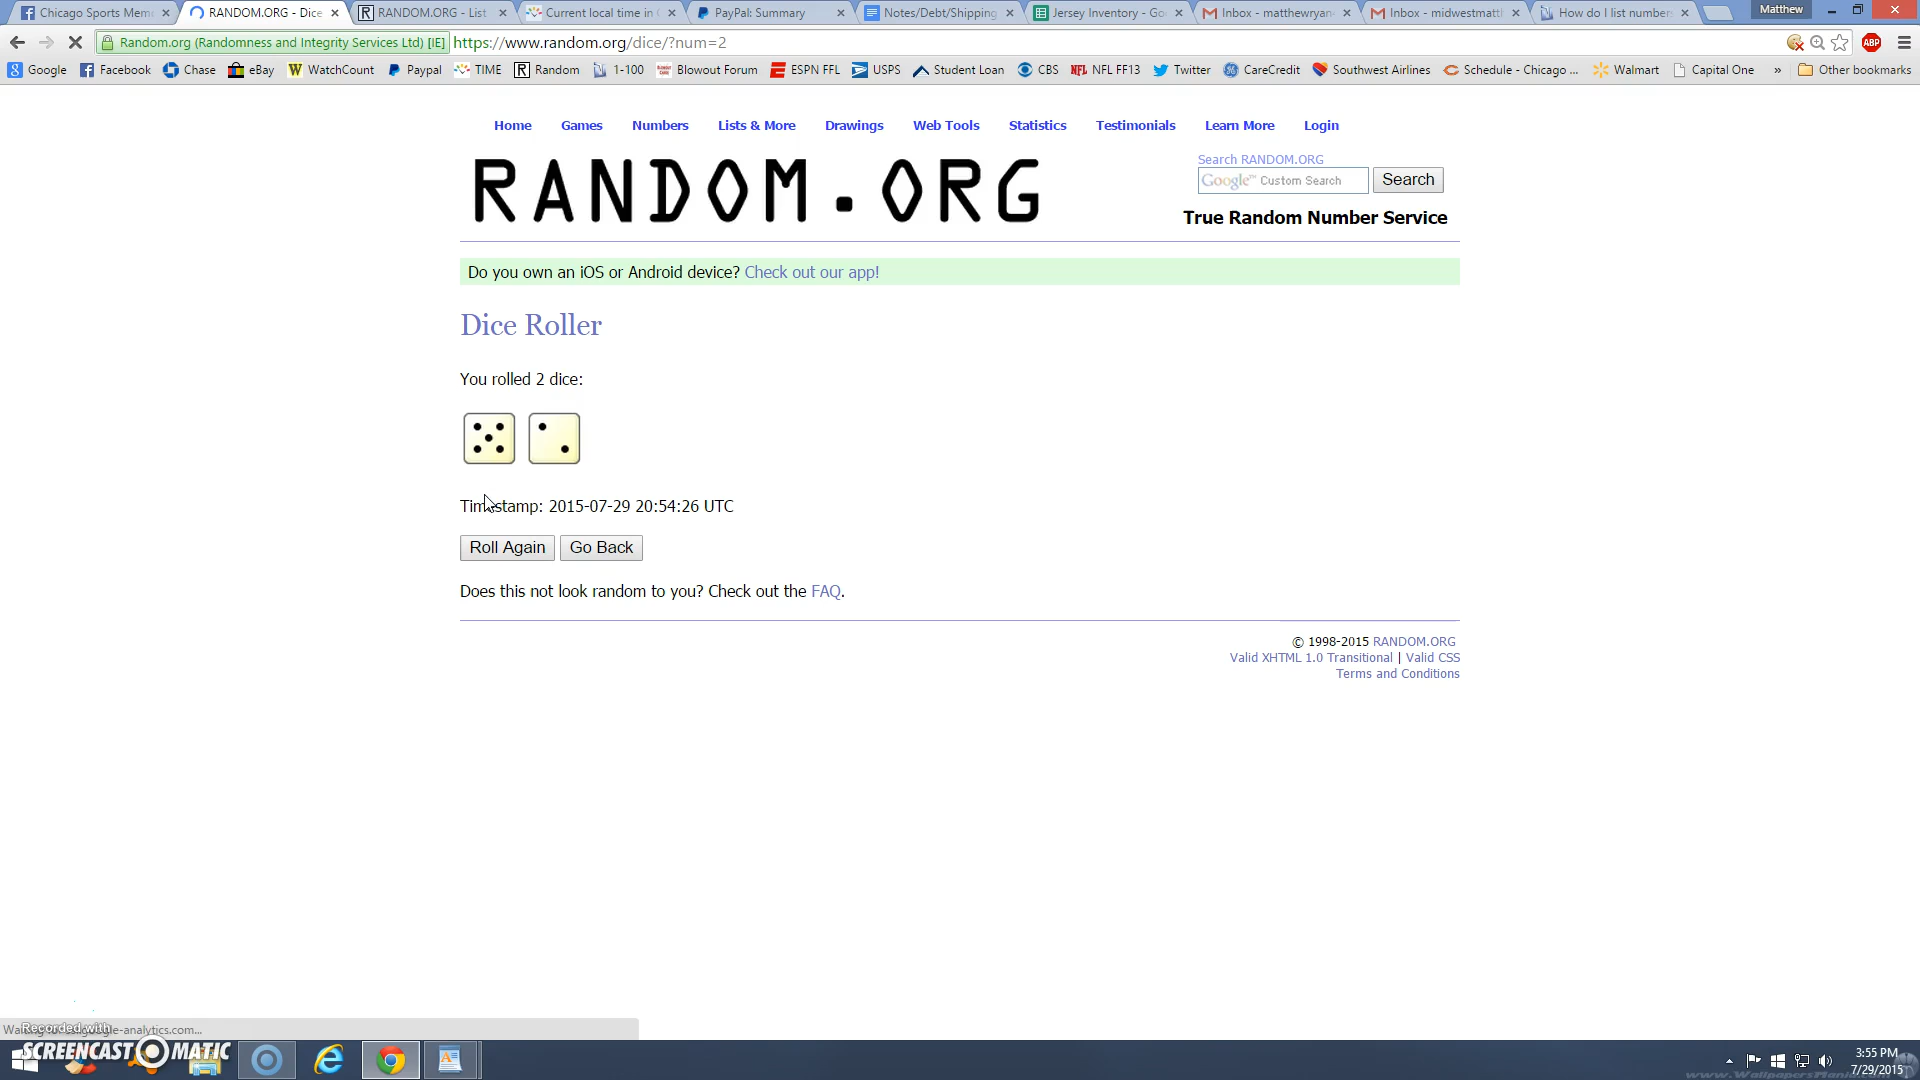 Chicago Sports Mem
RANDOM.ORG - Dice
RANDOM.ORG - List
Current local time in
PayPal: Summary
Notes/Debt/Shipping
Jersey Inventory - Go
Inbox - matthewryan
Inbox - midwestmatt
How do I list number
Matthew
Random.org (Randomness and Integrity Services Ltd) [IE]
https://www.random.org/dice/?num=2
ABP
Google
Facebook
Chase
eBay
WatchCount
Paypal
TIME
Random
1-100
Blowout Forum
ESPN FFL
USPS
Student Loan
CBS
NFL FF13
Twitter
CareCredit
Southwest Airlines
Schedule - Chicago ...
Walmart
Capital One
»
Other bookmarks
Home
Games
Numbers
Lists & More
Drawings
Web Tools
Statistics
Testimonials
Learn More
Login
RANDOM.ORG
Search RANDOM.ORG
Google™ Custom Search
Search
True Random Number Service
Do you own an iOS or Android device? Check out our app!
Dice Roller
You rolled 2 dice:
Timestamp: 2015-07-29 20:54:26 UTC
Roll Again
Go Back
Does this not look random to you? Check out the FAQ.
© 1998-2015 RANDOM.ORG
Valid XHTML 1.0 Transitional | Valid CSS
Terms and Conditions
Recorded with
SCREENCAST MATIC
3:55 PM
7/29/2015